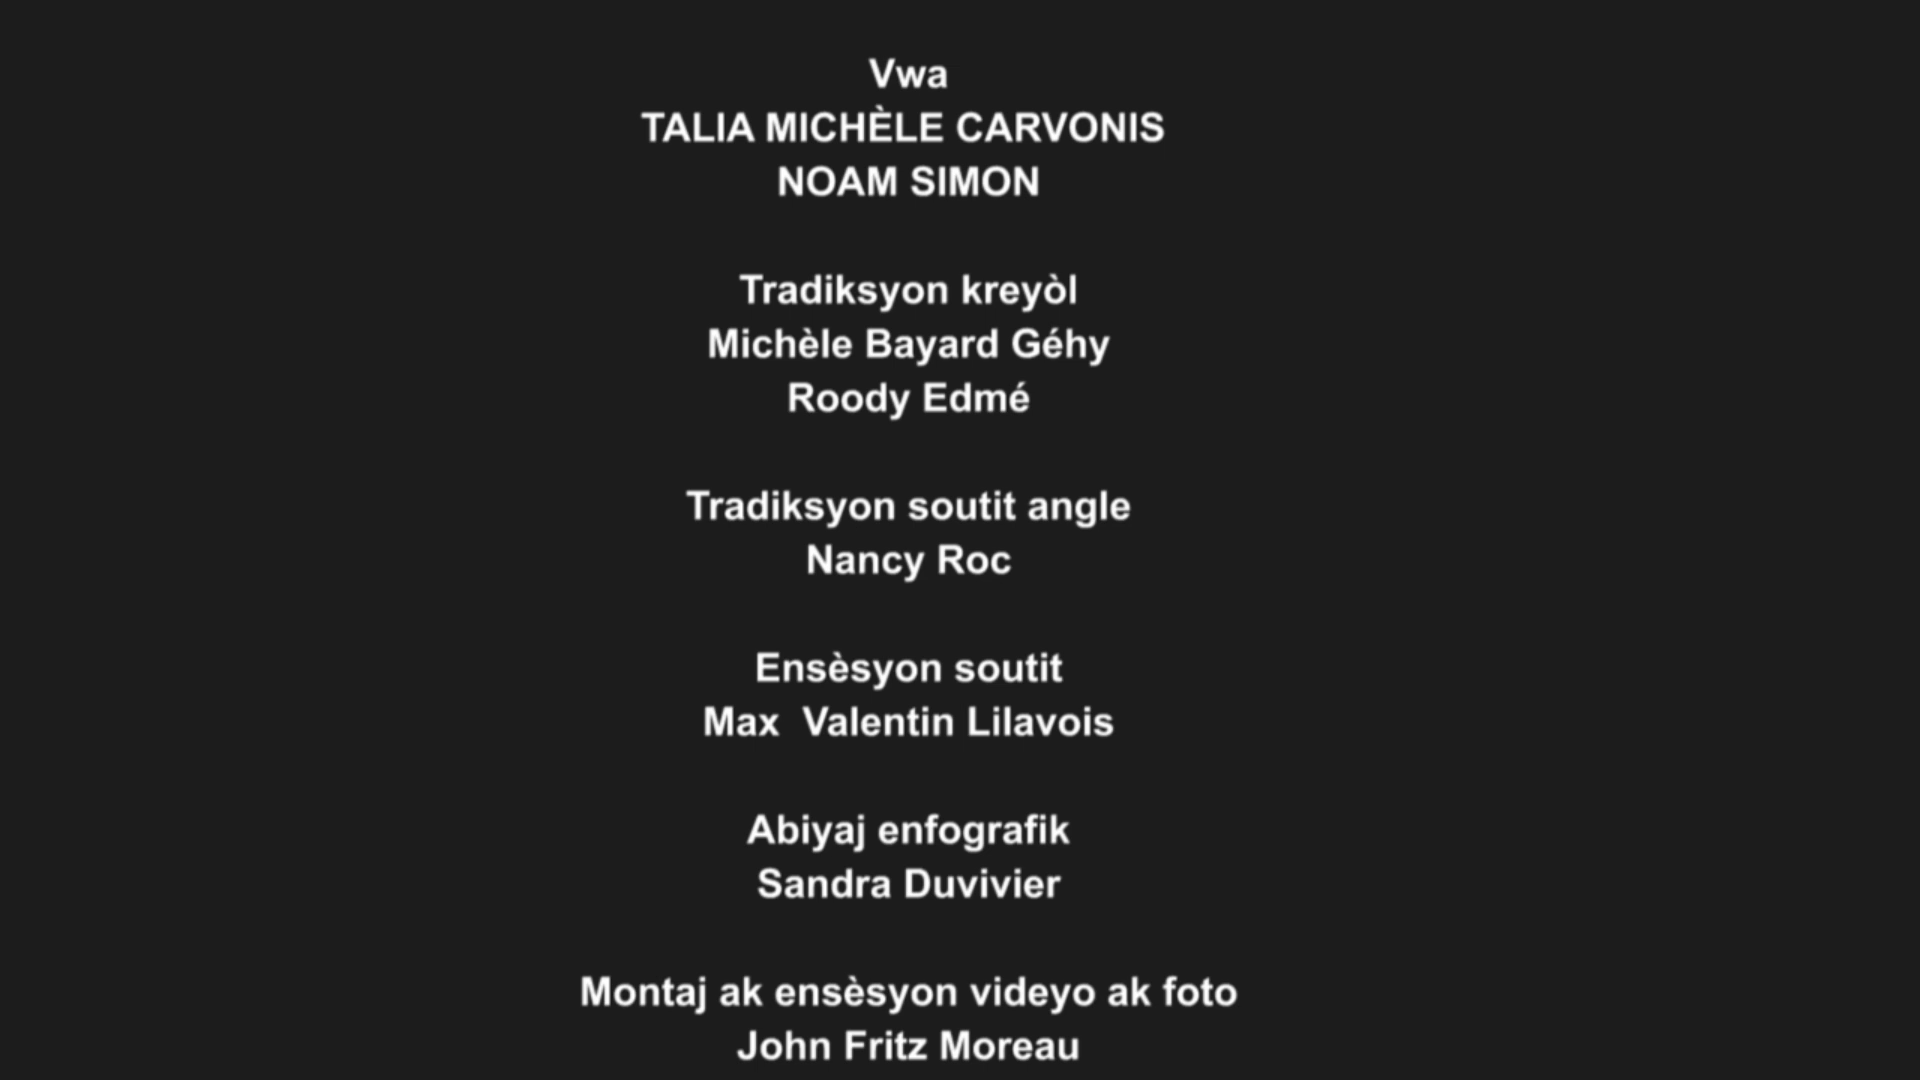 Vwa
TALIA MICHÈLE CARVONIS
NOAM SIMON
Tradiksyon kreyòl
Michèle Bayard Géhy
Roody Edmé
Tradiksyon soutit angle
Nancy Roc
Ensèsyon soutit
Max  Valentin Lilavois
Abiyaj enfografik
Sandra Duvivier
Montaj ak ensèsyon videyo ak foto
John Fritz Moreau